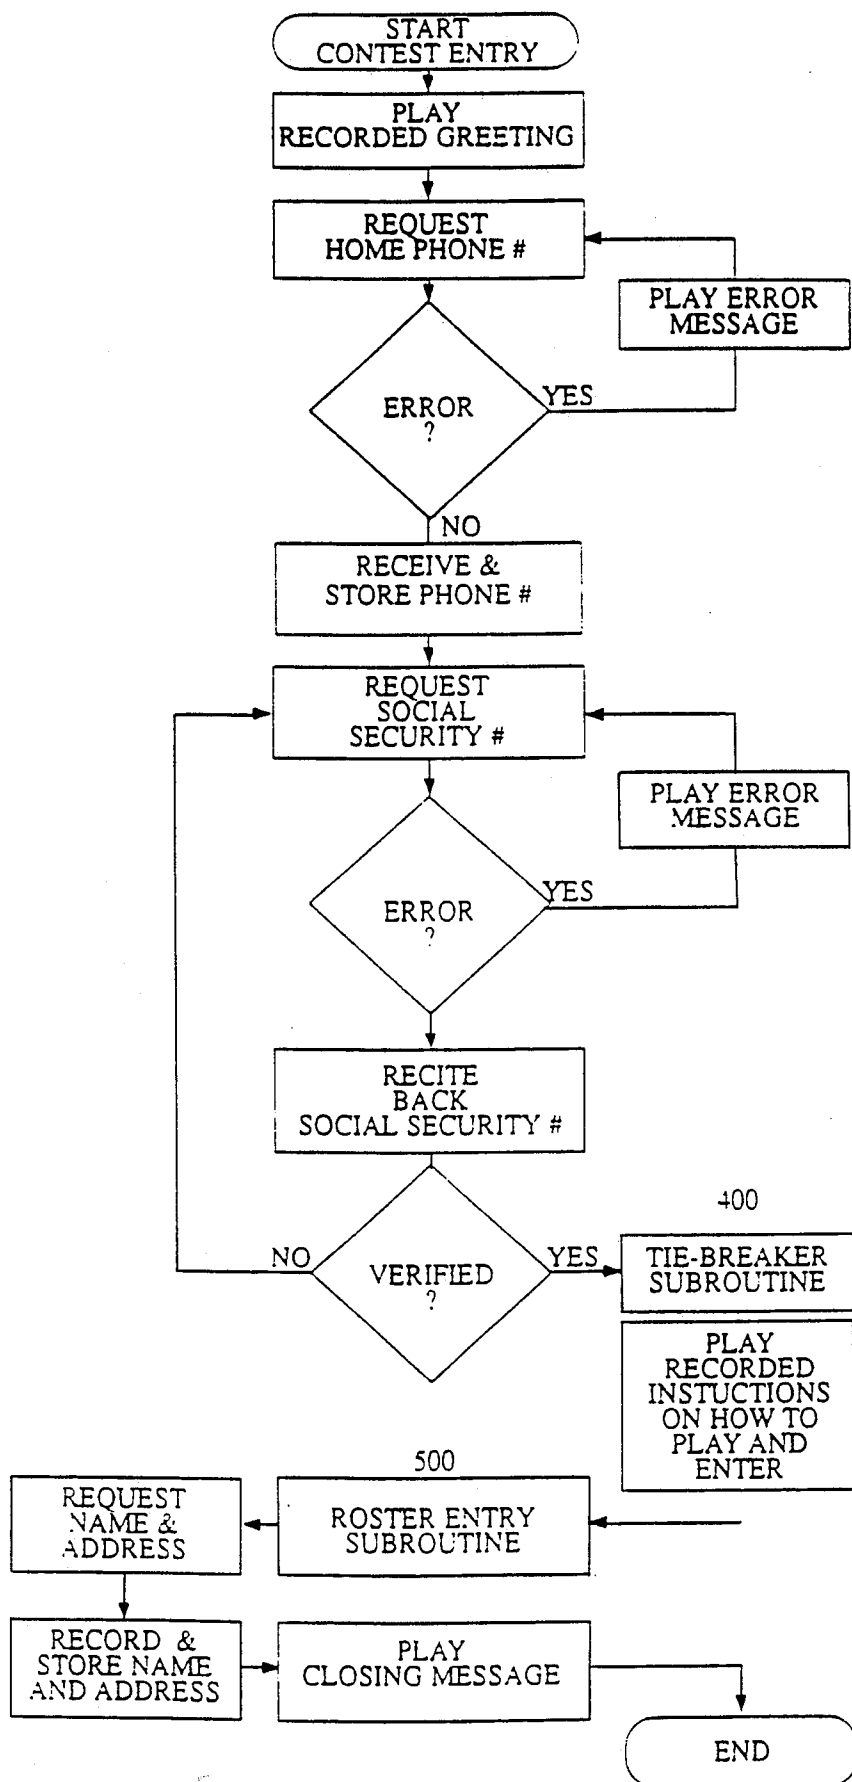 START
CONTEST ENTRY
PLAY
RECORDED GREETING
REQUEST
HOME PHONE #
PLAY ERROR
MESSAGE
ERROR
?
YES
NO
RECEIVE &
STORE PHONE #
REQUEST
SOCIAL
SECURITY #
PLAY ERROR
MESSAGE
ERROR
?
YES
RECITE
BACK
SOCIAL SECURITY #
400
NO
VERIFIED
?
YES
TIE-BREAKER
SUBROUTINE
PLAY
RECORDED
INSTUCTIONS
ON HOW TO
PLAY AND
ENTER
500
REQUEST
NAME &
ADDRESS
ROSTER ENTRY
SUBROUTINE
RECORD &
STORE NAME
AND ADDRESS
PLAY
CLOSING MESSAGE
END